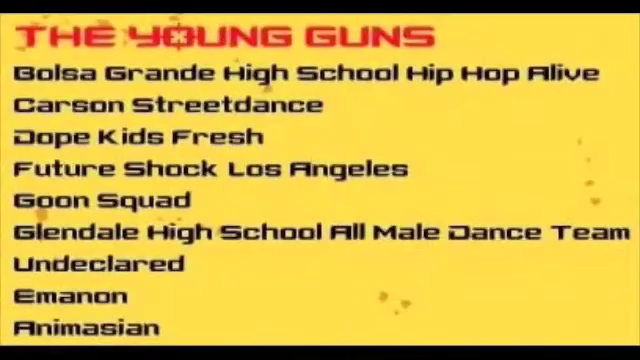 THE YOUNG GUNS
Bolsa Grande High School Hip Hop Alive
Carson Streetdance
Dope Kids Fresh
Future Shock Los Angeles
Goon Squad
Glendale High School All Male Dance Team
Undeclared
Emanon
Animasian